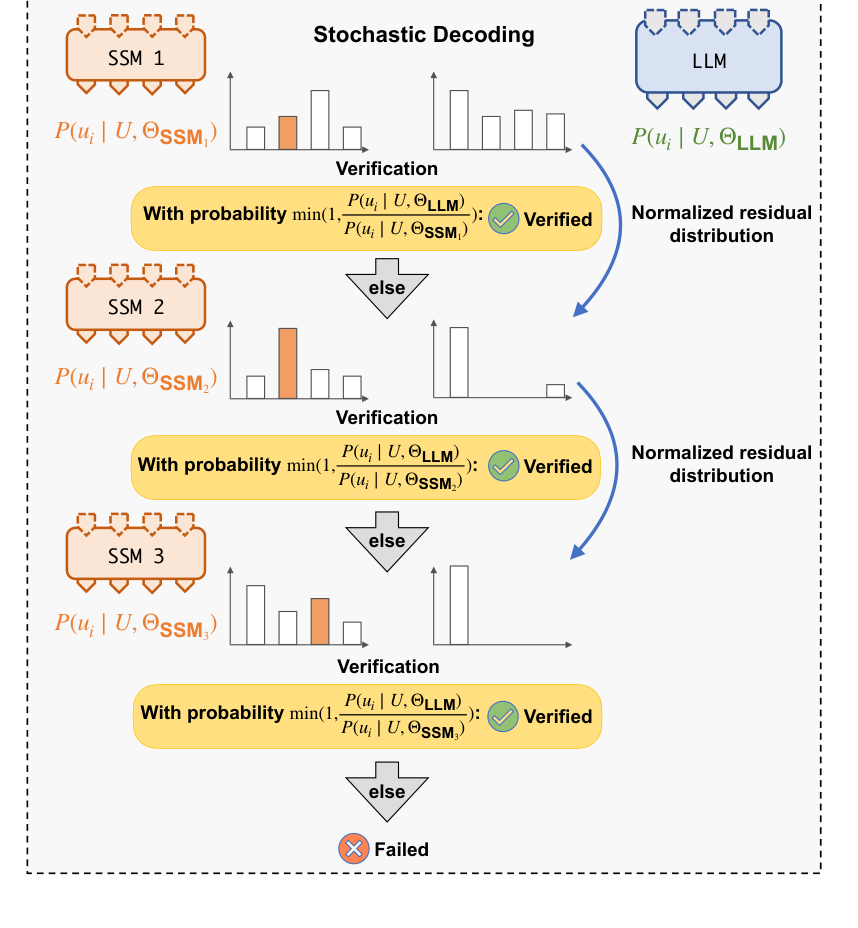 Stochastic Decoding
SSM 1
LLM
P(u_i | U, Θ_SSM₁)
P(u_i | U, Θ_LLM)
Verification
With probability min(1, P(u_i | U, Θ_LLM) / P(u_i | U, Θ_SSM₁)): Verified
Normalized residual
distribution
else
SSM 2
P(u_i | U, Θ_SSM₂)
Verification
With probability min(1, P(u_i | U, Θ_LLM) / P(u_i | U, Θ_SSM₂)): Verified
Normalized residual
distribution
else
SSM 3
P(u_i | U, Θ_SSM₃)
Verification
With probability min(1, P(u_i | U, Θ_LLM) / P(u_i | U, Θ_SSM₃)): Verified
else
Failed